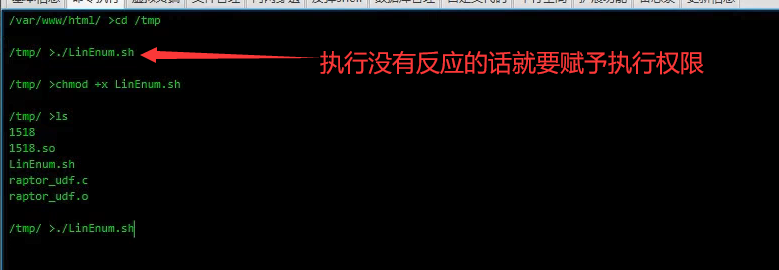 /var/www/html/ >cd /tmp
/tmp/ >./LinEnum.sh
执行没有反应的话就要赋予执行权限
/tmp/ >chmod +x LinEnum.sh
/tmp/ >ls
1518
1518.so
LinEnum.sh
raptor_udf.c
raptor_udf.o
/tmp/ >./LinEnum.sh